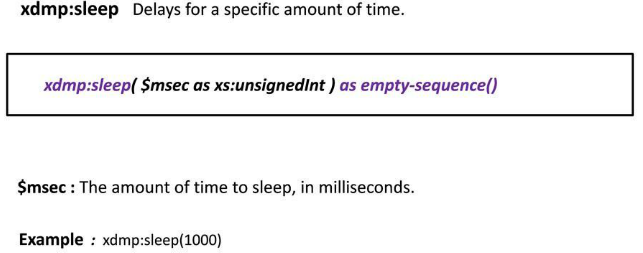 xdmp:sleep Delays for a specific amount of time.
xdmp:sleep( $msec as xs:unsignedInt ) as empty-sequence()
$msec : The amount of time to sleep, in milliseconds.
Example : xdmp:sleep(1000)